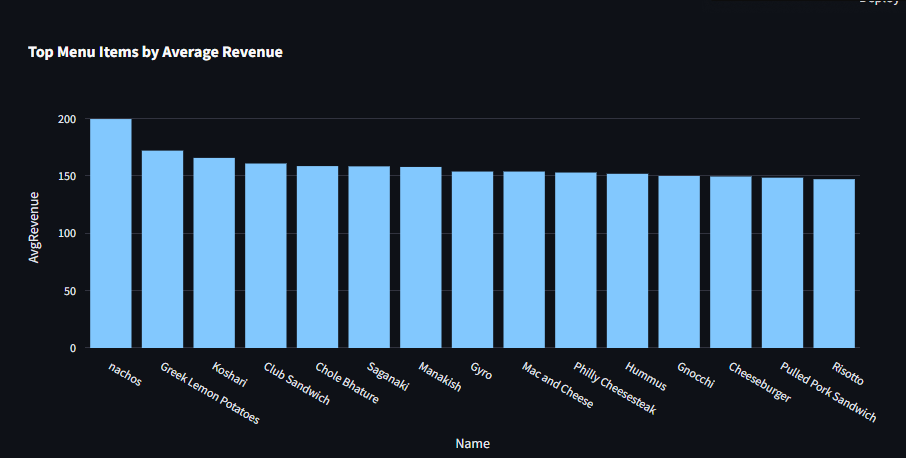 Top Menu Items by Average Revenue
200
150
100
50
0
AvgRevenue
nachos
Greek Lemon Potatoes
Koshari
Club Sandwich
Chole Bhature
Saganaki
Manakish
Gyro
Mac and Cheese
Philly Cheesesteak
Hummus
Gnocchi
Cheeseburger
Pulled Pork Sandwich
Risotto
Name